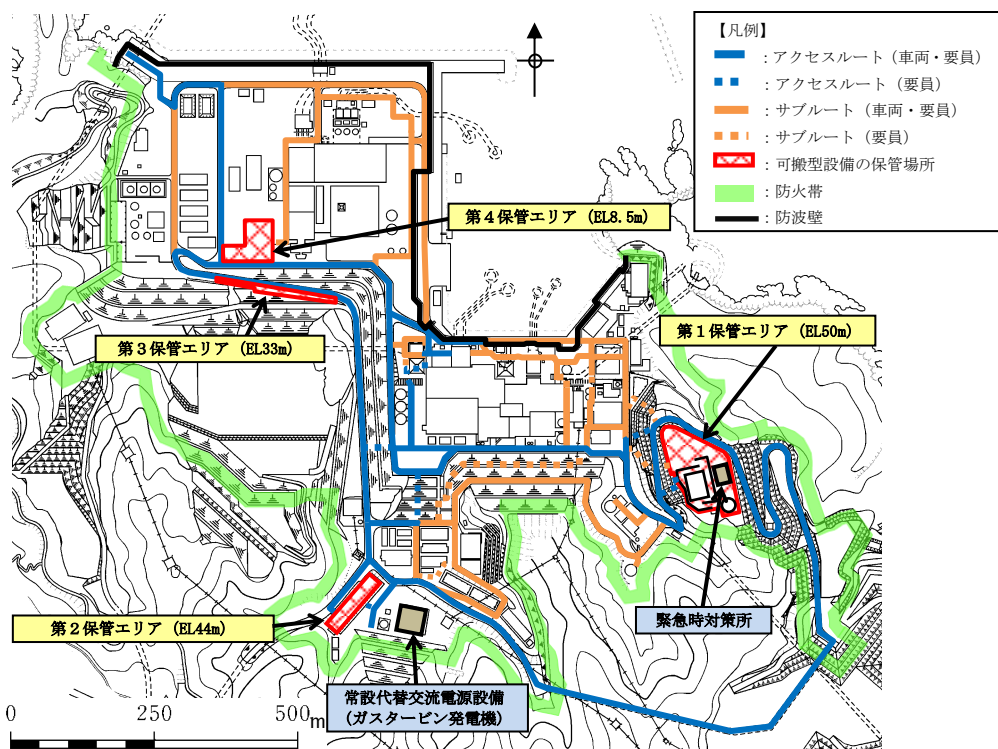 【凡例】
：アクセスルート（車両・要員）
：アクセスルート（要員）
：サブルート（車両・要員）
：サブルート（要員）
：可搬型設備の保管場所
：防火帯
：防波壁
第４保管エリア（EL8.5m）
第１保管エリア（EL50m）
第３保管エリア（EL33m）
緊急時対策所
第２保管エリア（EL44m）
常設代替交流電源設備
（ガスタービン発電機）
0 250 500m